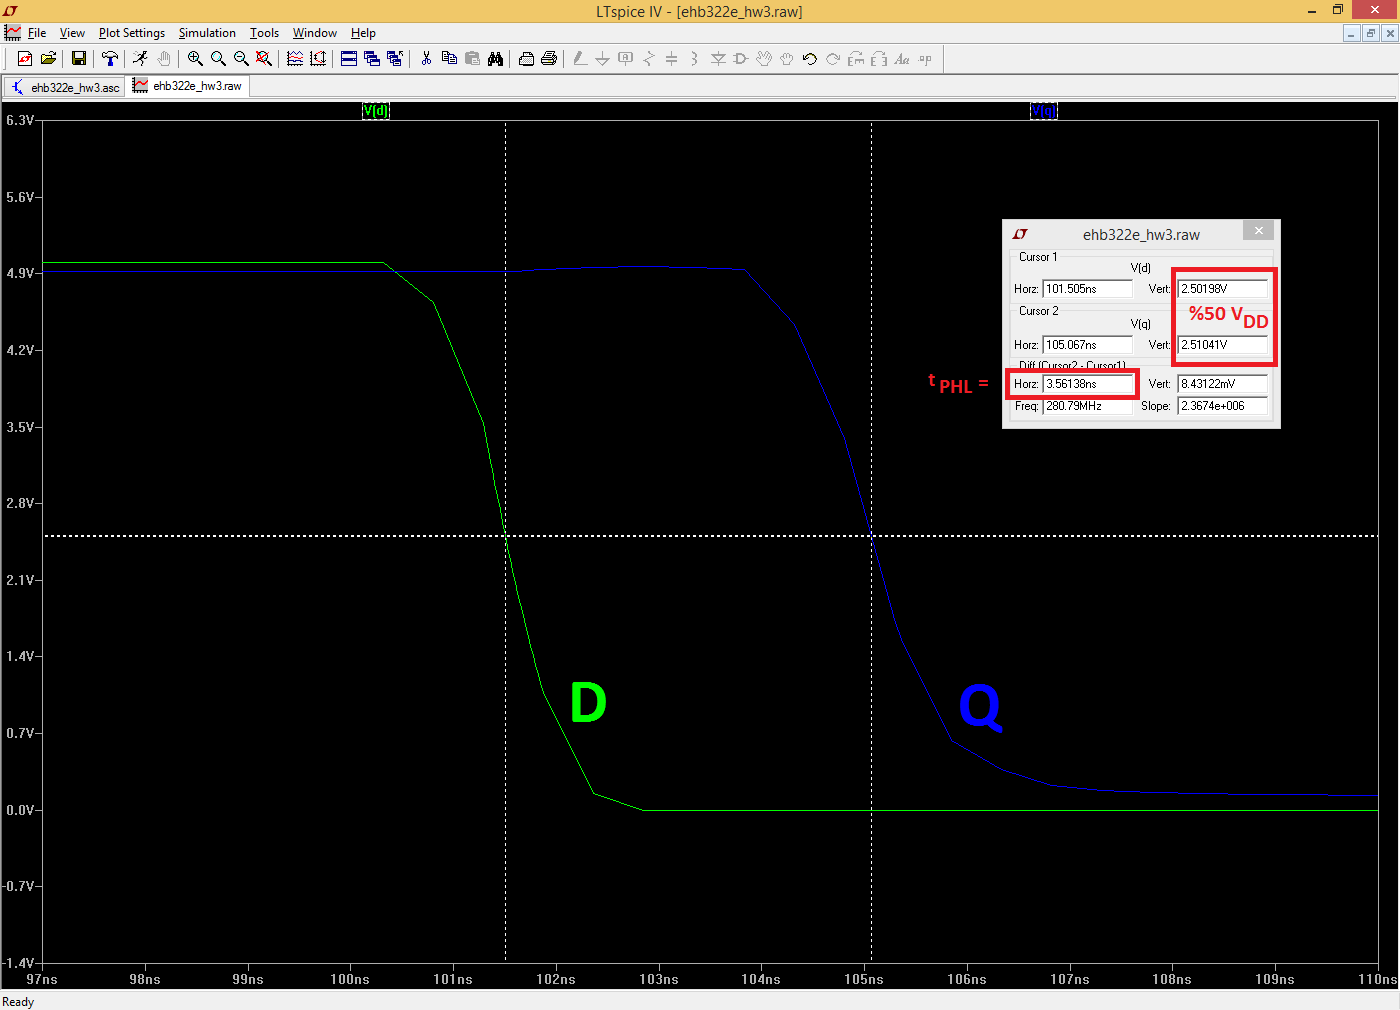 LTspice IV - [ehb322e_hw3.raw]
File View Plot Settings Simulation Tools Window Help
ehb322e_hw3.asc ehb322e_hw3.raw
V(d) V(q)
6.3V
5.6V
4.9V
4.2V
3.5V
2.8V
2.1V
1.4V
0.7V
0.0V
-0.7V
-1.4V
97ns 98ns 99ns 100ns 101ns 102ns 103ns 104ns 105ns 106ns 107ns 108ns 109ns 110ns
D
Q
t PHL =
ehb322e_hw3.raw
Cursor 1
V(d)
Horz: 101.505ns Vert: 2.50198V
%50 VDD
Cursor 2
V(q)
Horz: 105.067ns Vert: 2.51041V
Diff (Cursor2 - Cursor1)
Horz: 3.56138ns Vert: 8.43122mV
Freq: 280.79MHz Slope: 2.3674e+006
Ready